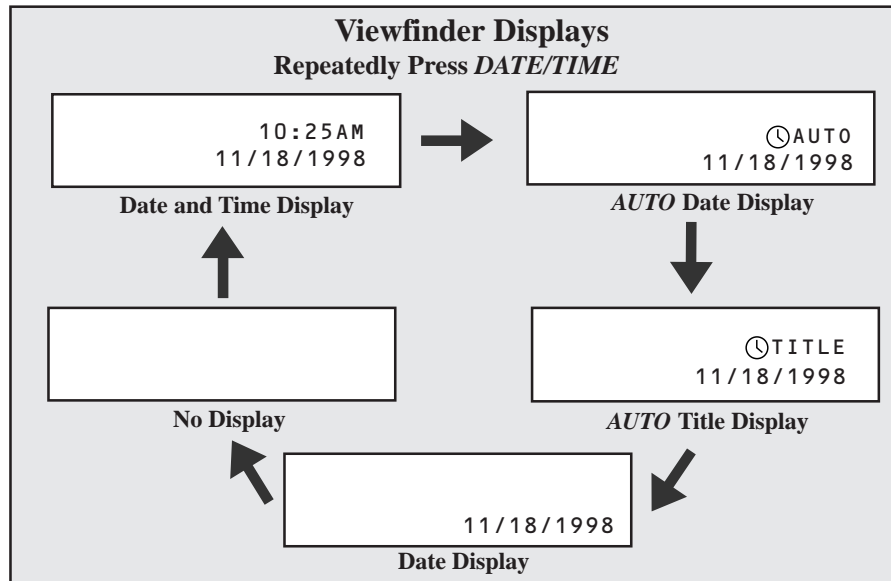 Viewfinder Displays
Repeatedly Press DATE/TIME
10:25AM
11/18/1998
Date and Time Display
AUTO
11/18/1998
AUTO Date Display
TITLE
11/18/1998
AUTO Title Display
11/18/1998
Date Display
No Display